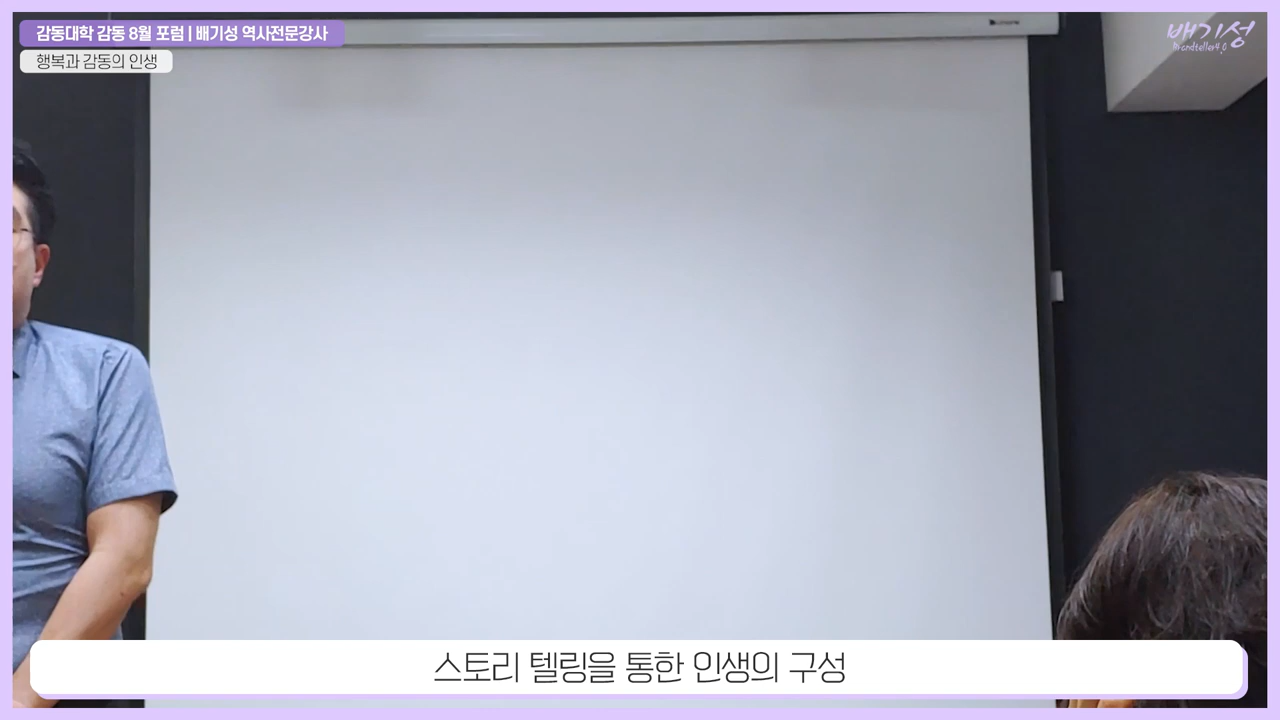 감동대학 감동 8월 포럼 | 배기성 역사전문강사
행복과 감동의 인생
배기성
Brandteller4.0
스토리 텔링을 통한 인생의 구성